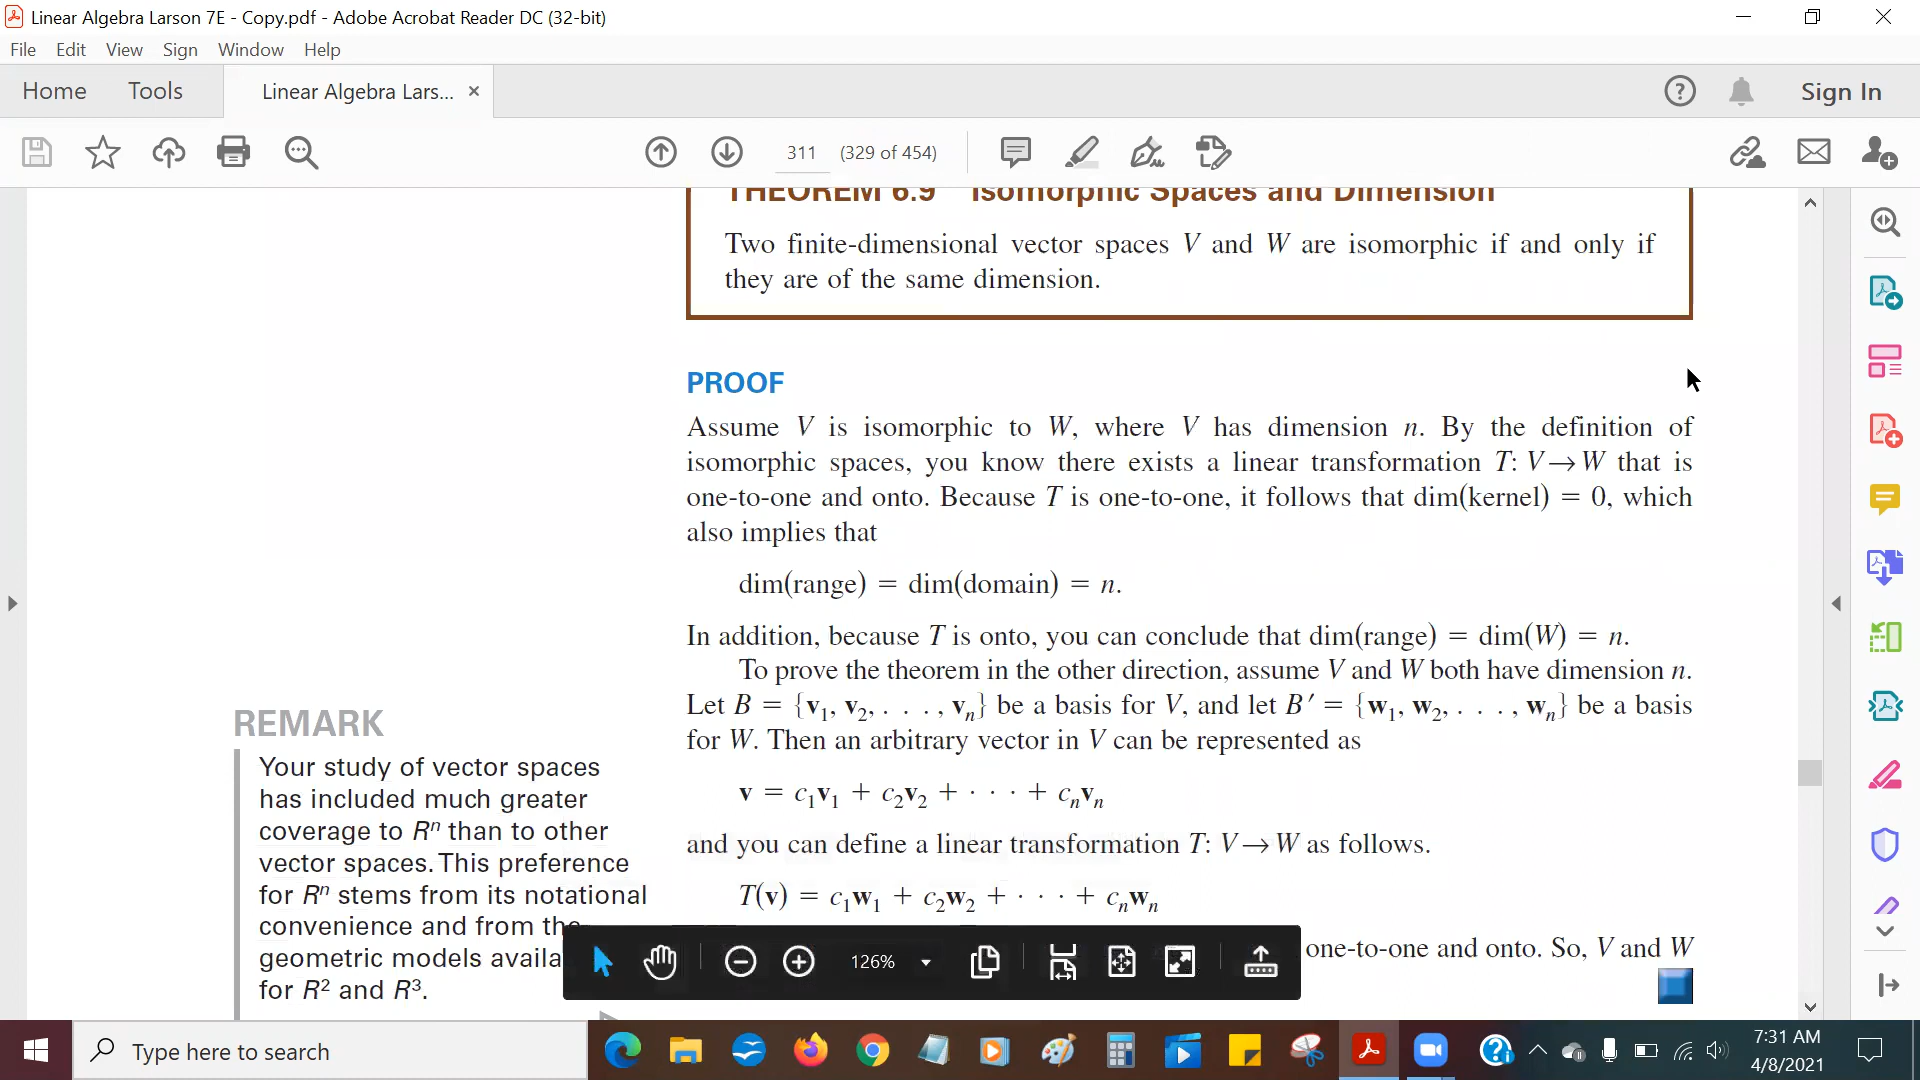 Linear Algebra Larson 7E - Copy.pdf - Adobe Acrobat Reader DC (32-bit)
File Edit View Sign Window Help
Home Tools Linear Algebra Lars... × Sign In
311 (329 of 454)
THEOREM 6.9 Isomorphic Spaces and Dimension
Two finite-dimensional vector spaces V and W are isomorphic if and only if
they are of the same dimension.
PROOF
Assume V is isomorphic to W, where V has dimension n. By the definition of
isomorphic spaces, you know there exists a linear transformation T: V → W that is
one-to-one and onto. Because T is one-to-one, it follows that dim(kernel) = 0, which
also implies that
dim(range) = dim(domain) = n.
In addition, because T is onto, you can conclude that dim(range) = dim(W) = n.
To prove the theorem in the other direction, assume V and W both have dimension n.
Let B = {v₁, v₂, . . . , vₙ} be a basis for V, and let B′ = {w₁, w₂, . . . , wₙ} be a basis
for W. Then an arbitrary vector in V can be represented as
v = c₁v₁ + c₂v₂ + · · · + cₙvₙ
and you can define a linear transformation T: V → W as follows.
T(v) = c₁w₁ + c₂w₂ + · · · + cₙwₙ
one-to-one and onto. So, V and W
REMARK
Your study of vector spaces
has included much greater
coverage to Rⁿ than to other
vector spaces. This preference
for Rⁿ stems from its notational
convenience and from the
geometric models availa
for R² and R³.
126%
Type here to search
7:31 AM
4/8/2021